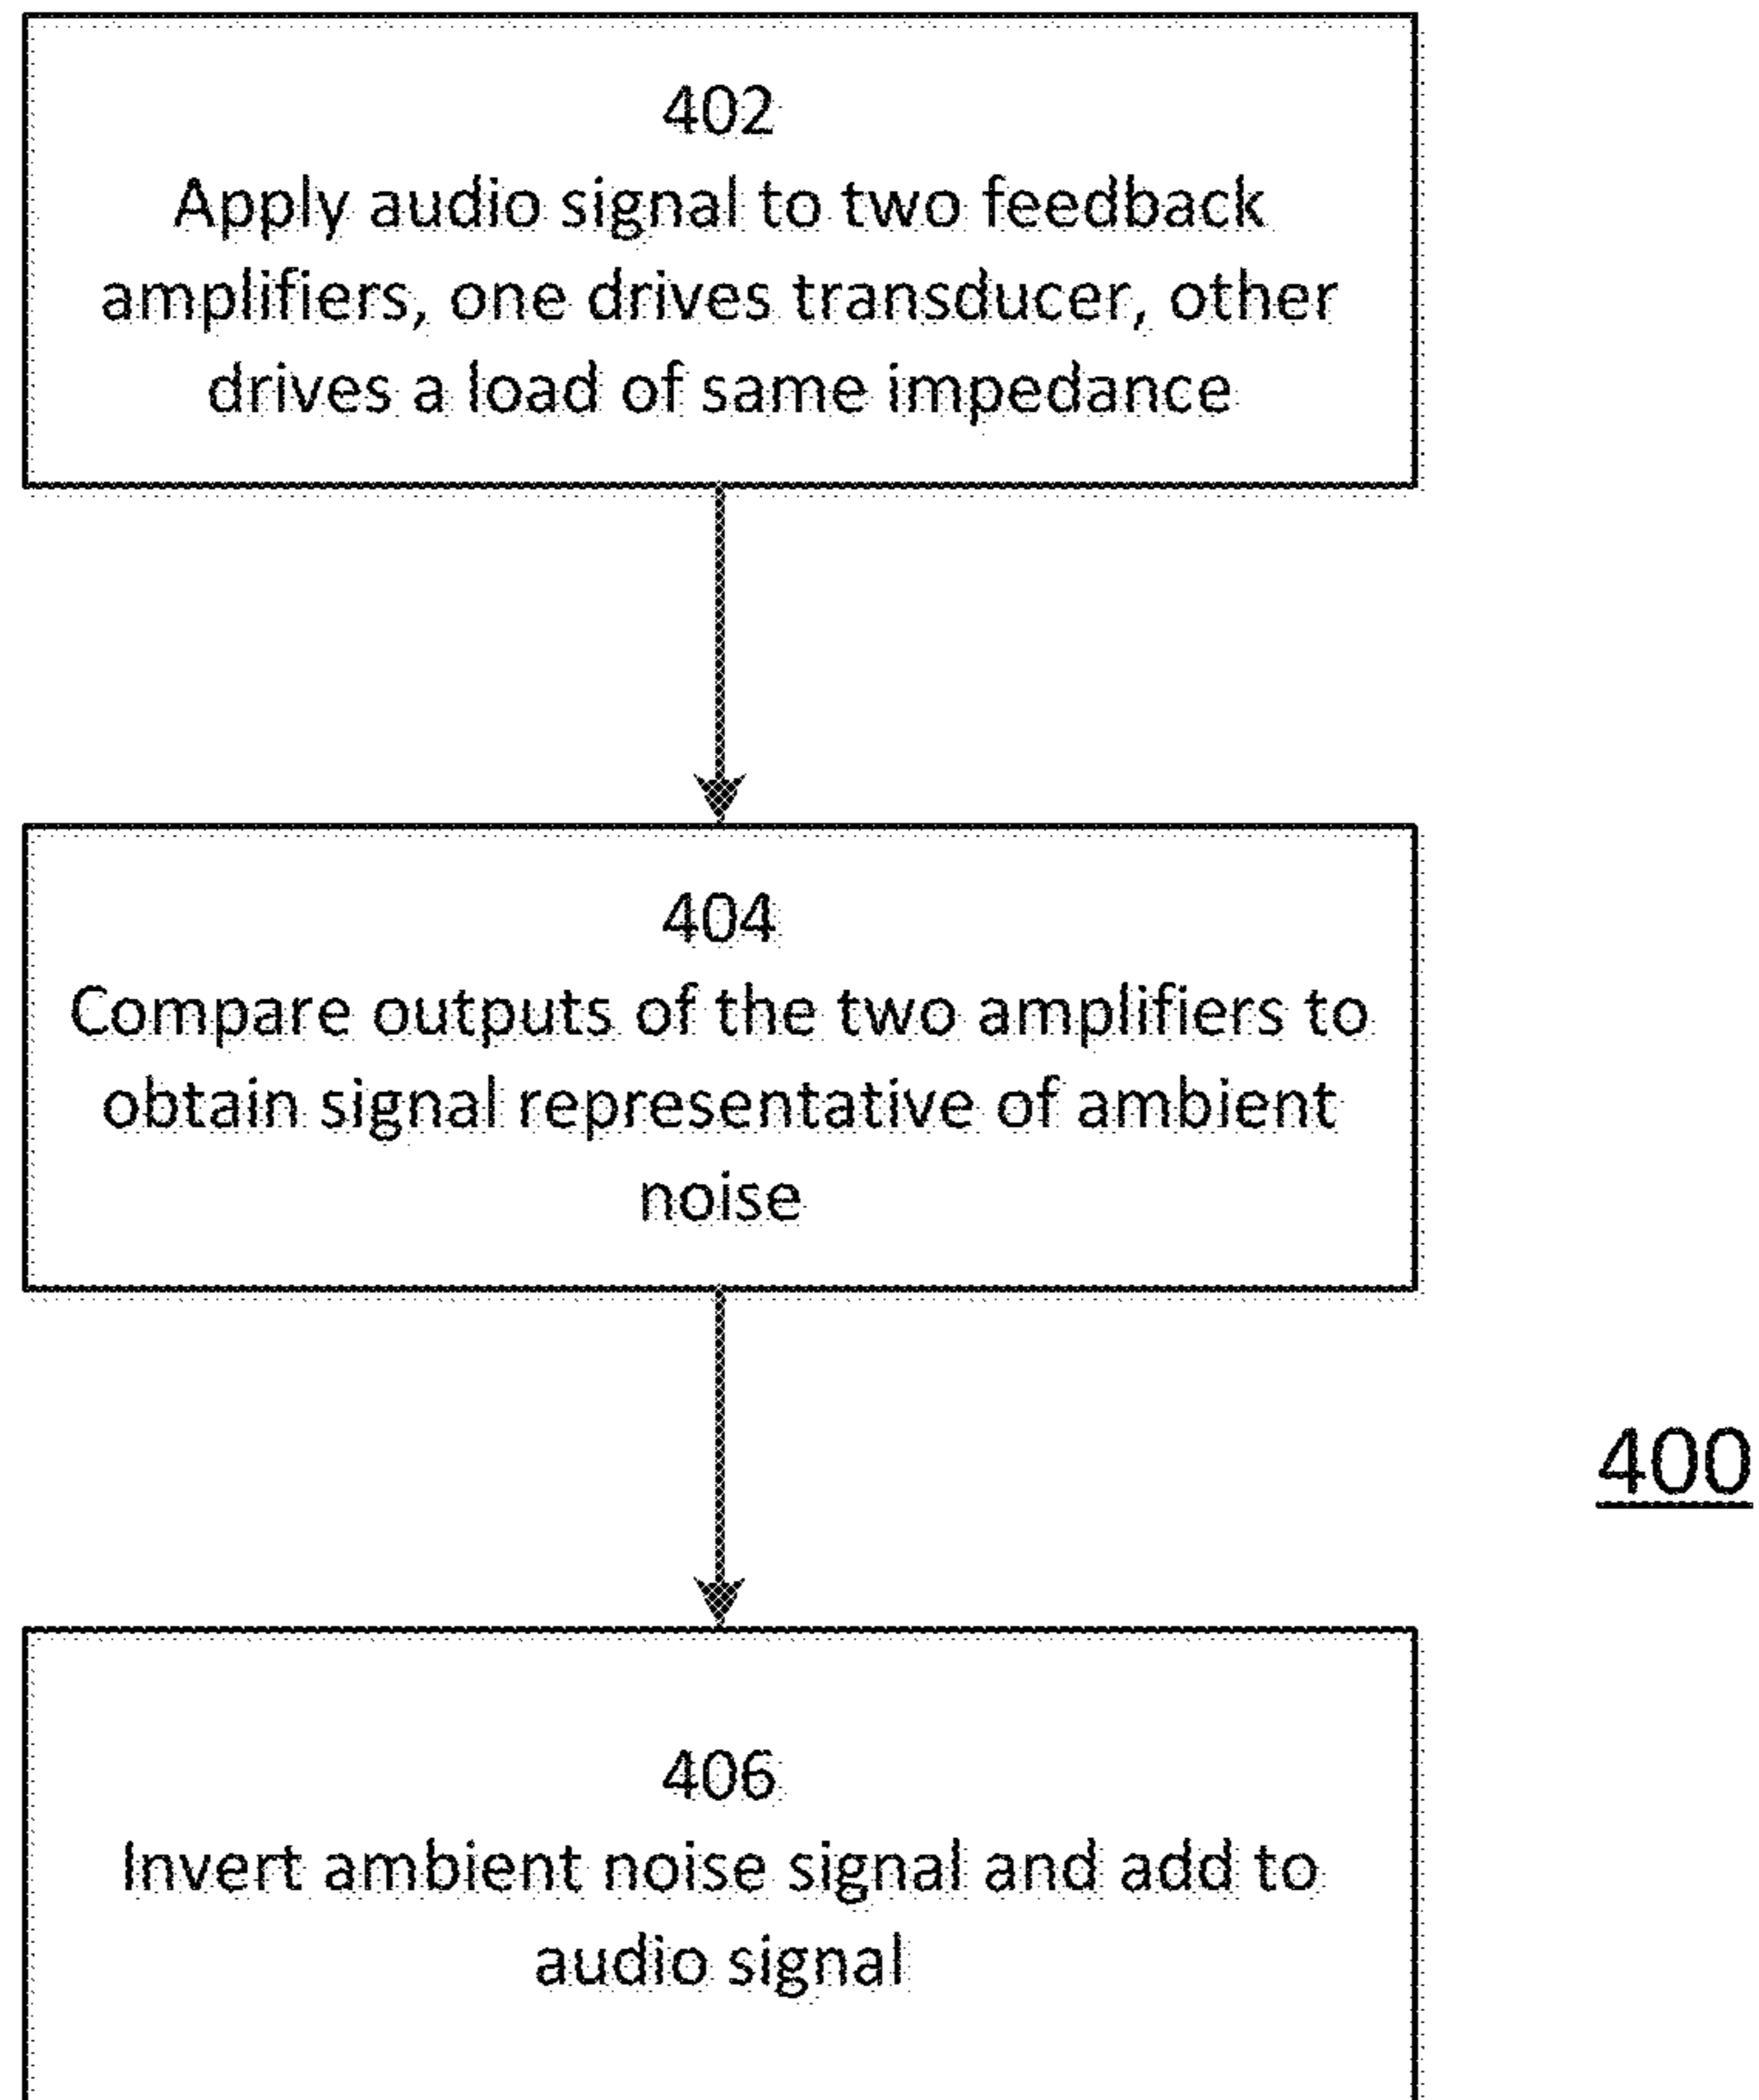 402
Apply audio signal to two feedback
amplifiers, one drives transducer, other
drives a load of same impedance
404
Compare outputs of the two amplifiers to
obtain signal representative of ambient
noise
400
406
Invert ambient noise signal and add to
audio signal